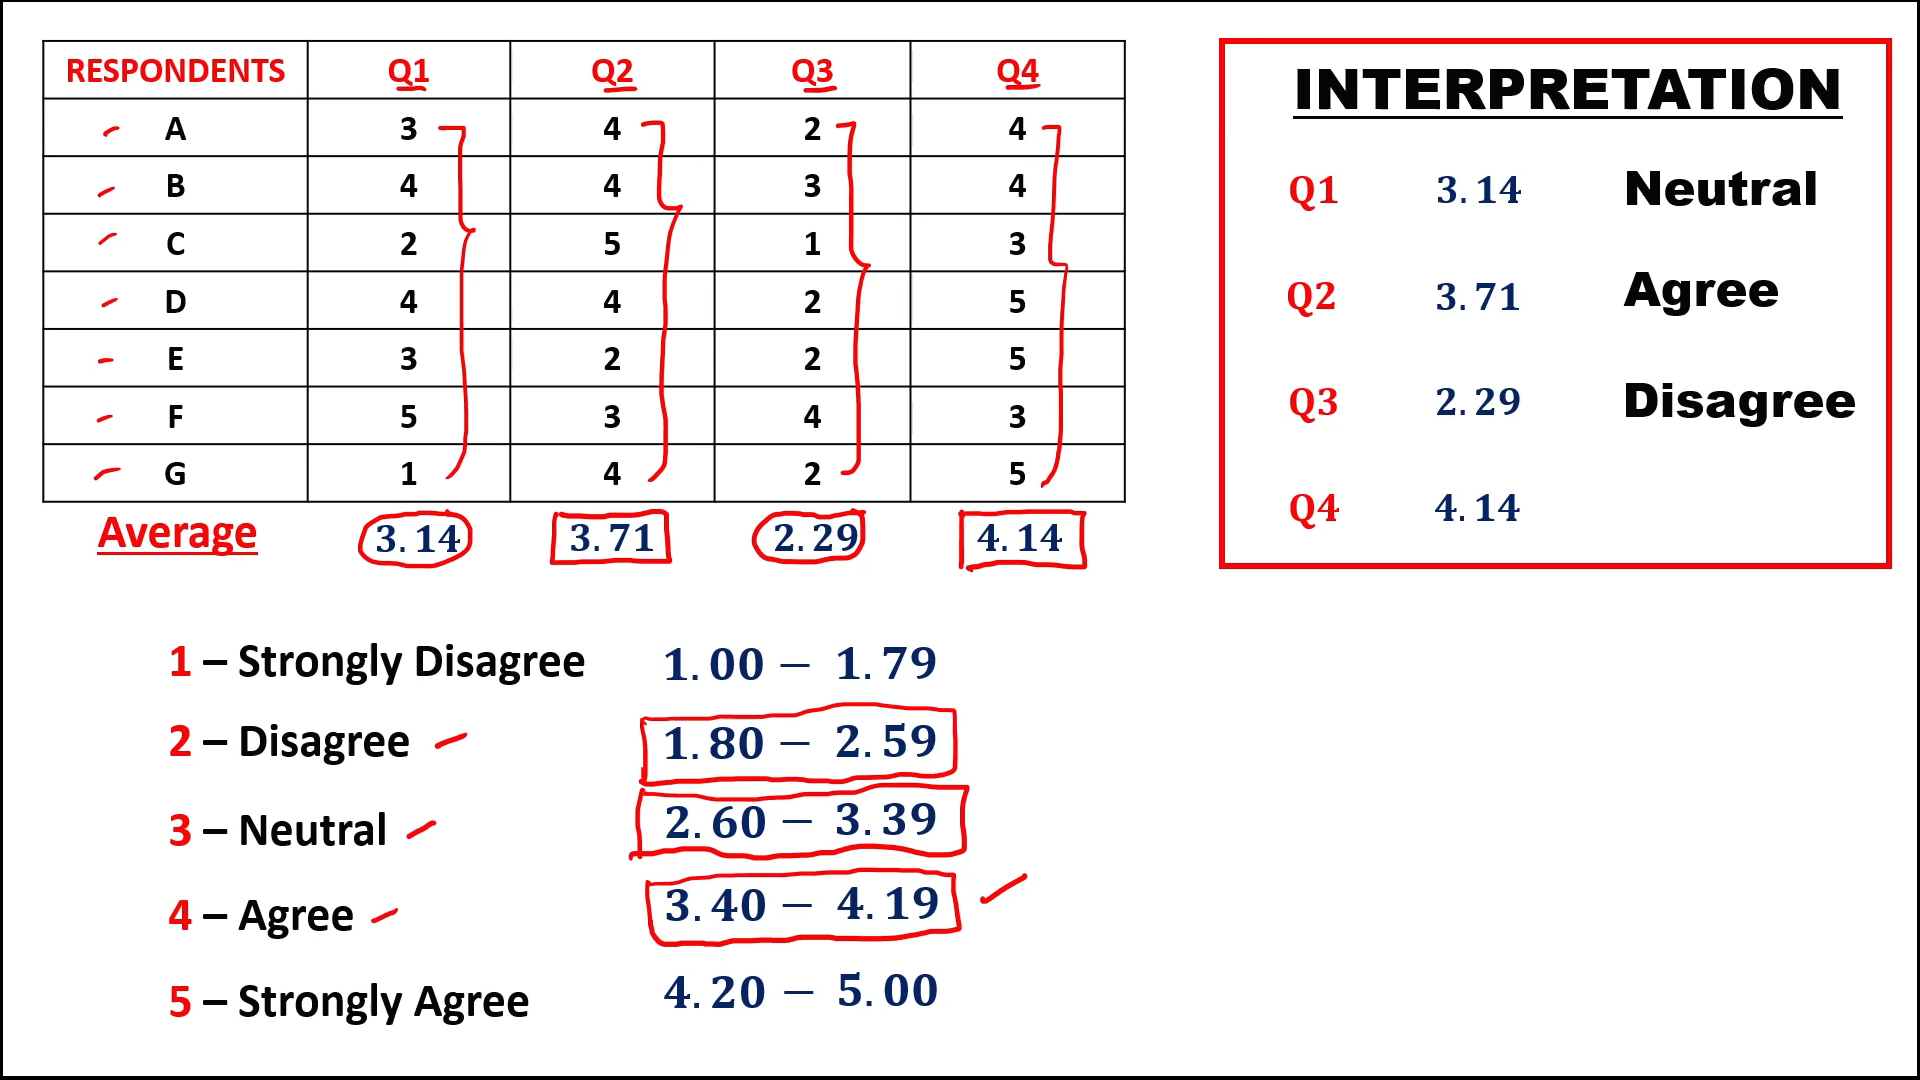 RESPONDENTS Q1 Q2 Q3 Q4
A 3 4 2 4
B 4 4 3 4
C 2 5 1 3
D 4 4 2 5
E 3 2 2 5
F 5 3 4 3
G 1 4 2 5
Average 3.14 3.71 2.29 4.14
INTERPRETATION
Q1 3.14 Neutral
Q2 3.71 Agree
Q3 2.29 Disagree
Q4 4.14
1 – Strongly Disagree 1.00 – 1.79
2 – Disagree 1.80 – 2.59
3 – Neutral 2.60 – 3.39
4 – Agree 3.40 – 4.19
5 – Strongly Agree 4.20 – 5.00